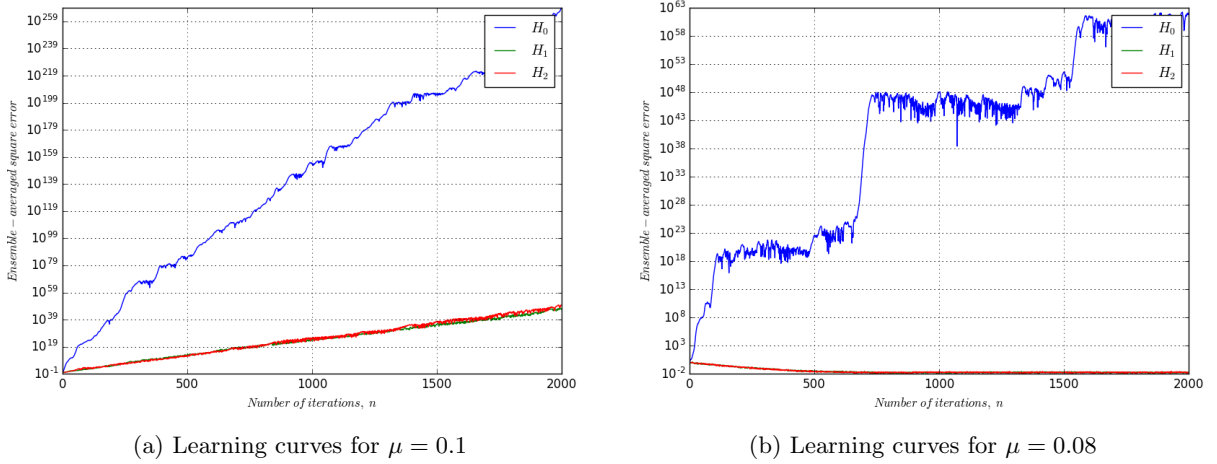 10^259
10^239
10^219
10^199
10^179
10^159
10^139
10^119
10^99
10^79
10^59
10^39
10^19
10^-1
Ensemble − averaged square error
H_0
H_1
H_2
0 500 1000 1500 2000
Number of iterations, n
(a) Learning curves for μ = 0.1
10^63
10^58
10^53
10^48
10^43
10^38
10^33
10^28
10^23
10^18
10^13
10^8
10^3
10^-2
Ensemble − averaged square error
H_0
H_1
H_2
0 500 1000 1500 2000
Number of iterations, n
(b) Learning curves for μ = 0.08